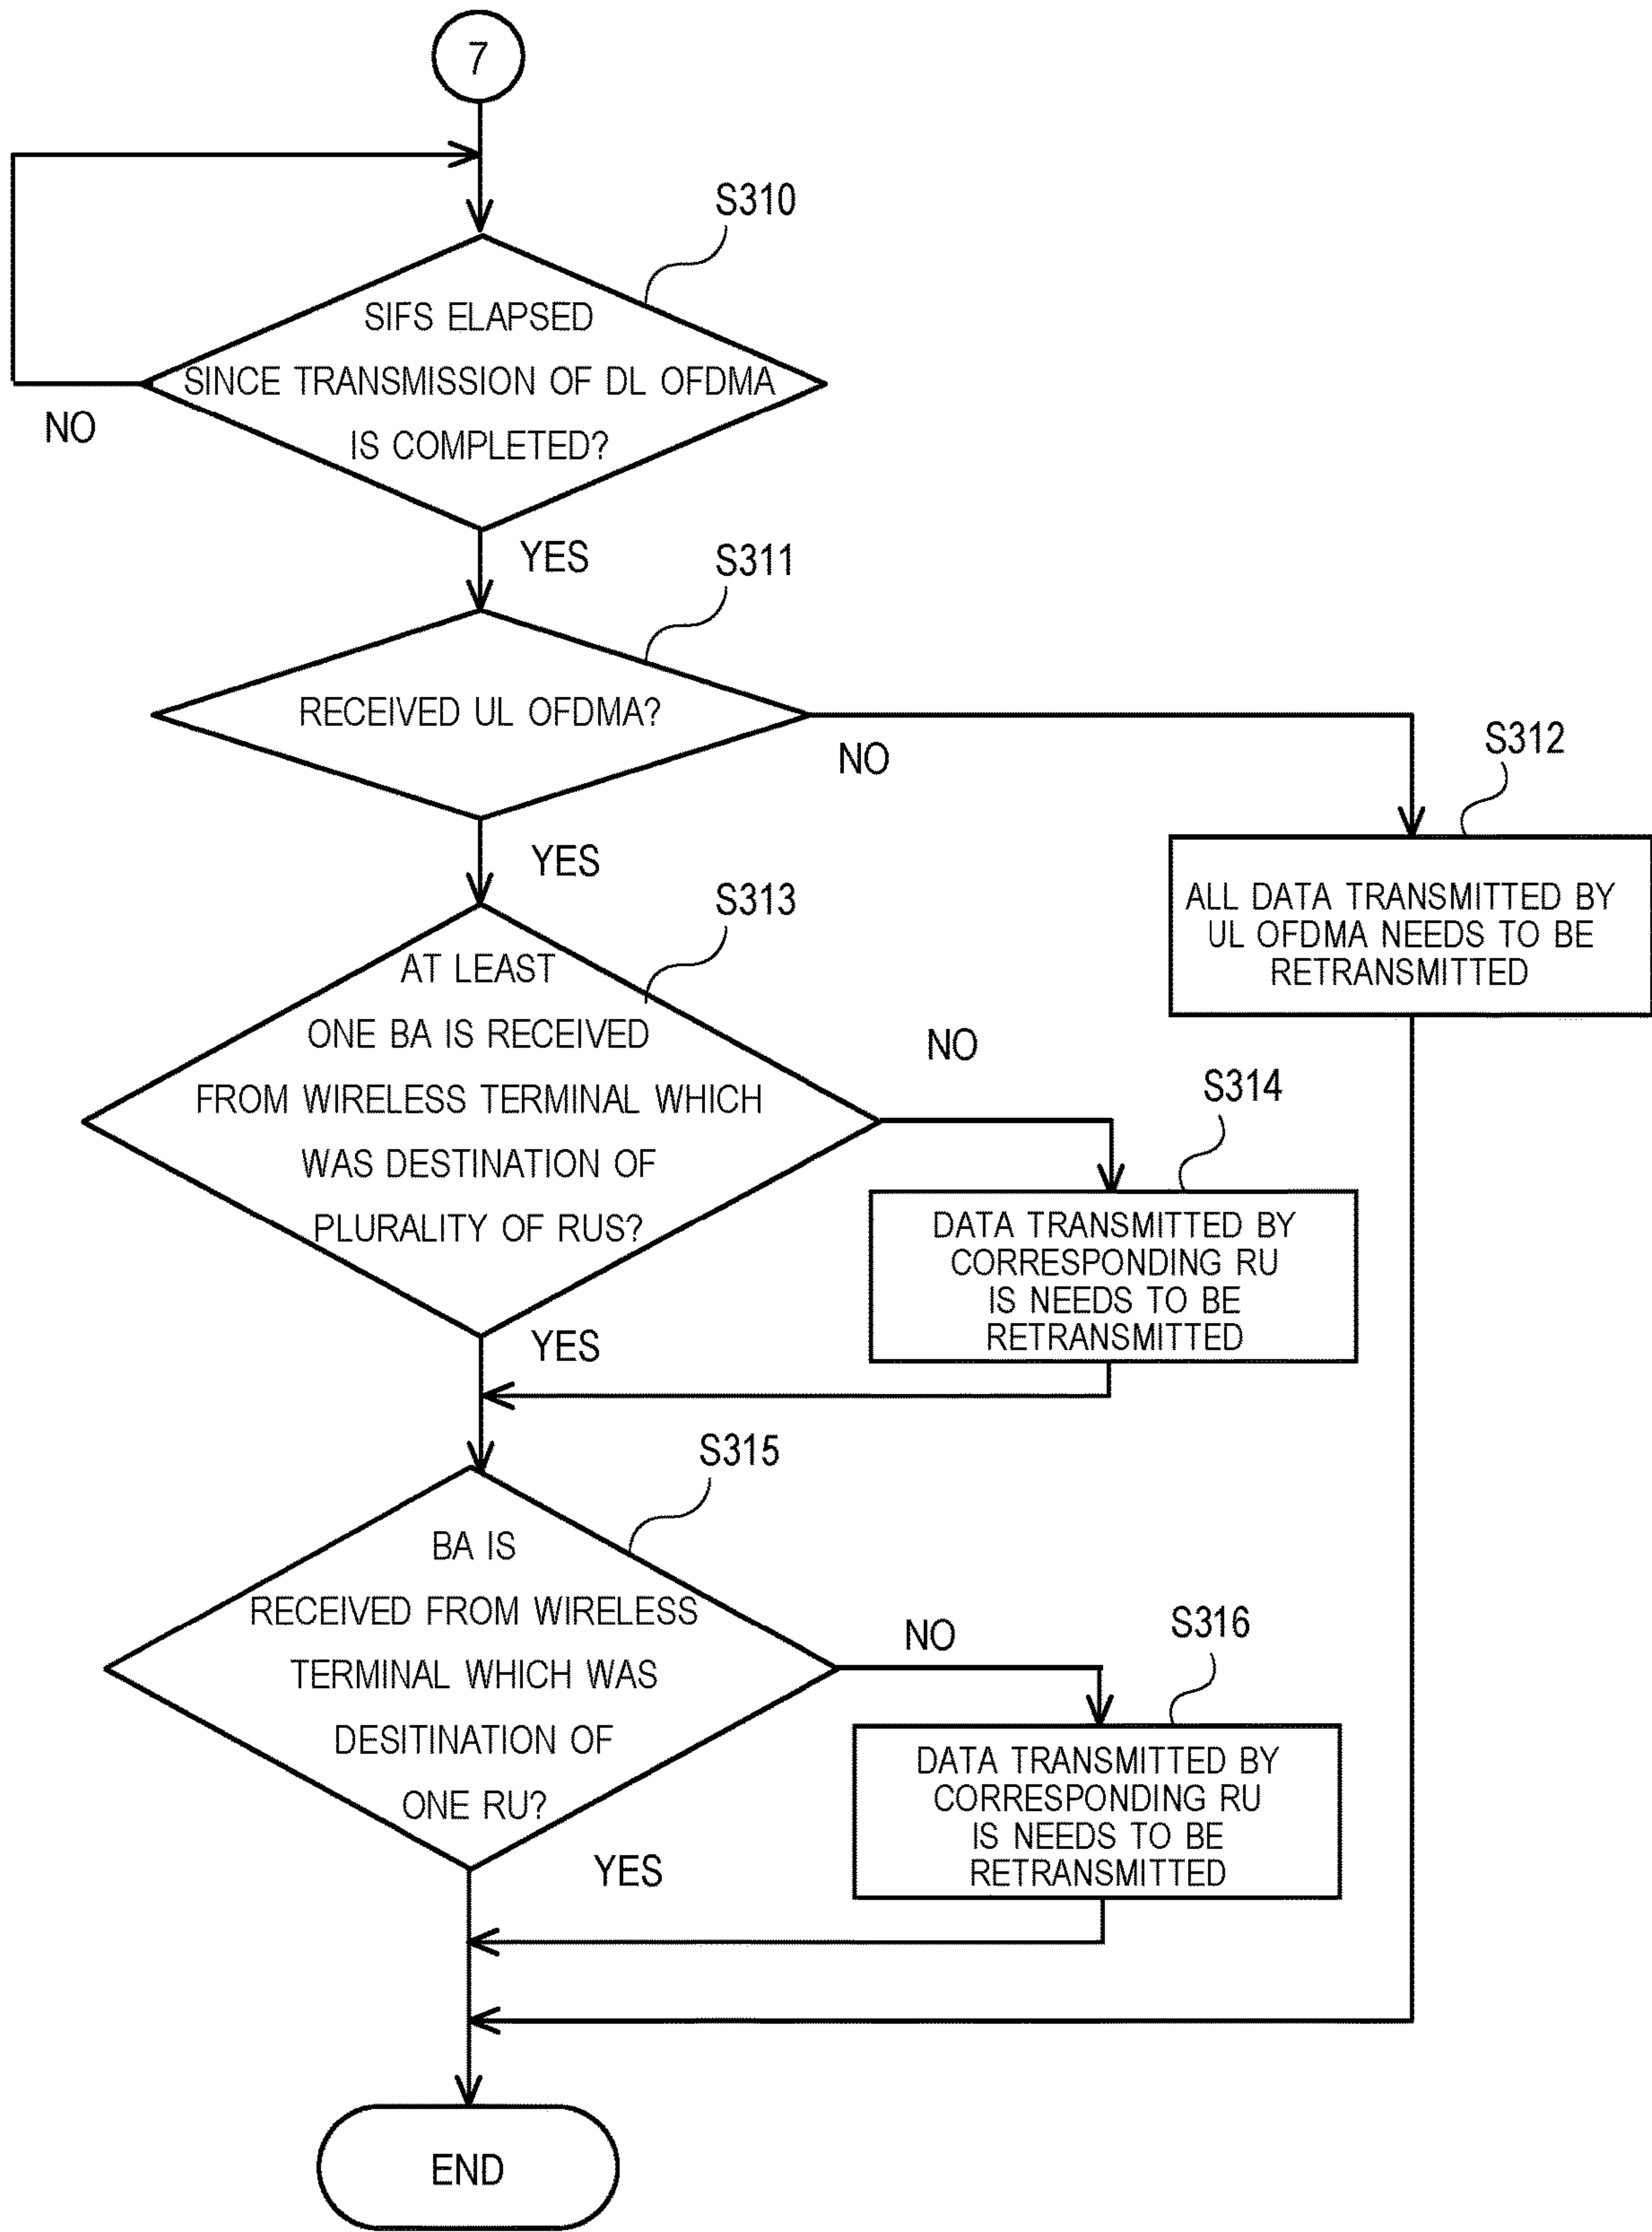 7
S310
SIFS ELAPSED
SINCE TRANSMISSION OF DL OFDMA
IS COMPLETED?
NO
YES
S311
RECEIVED UL OFDMA?
NO
YES
S312
ALL DATA TRANSMITTED BY
UL OFDMA NEEDS TO BE
RETRANSMITTED
S313
AT LEAST
ONE BA IS RECEIVED
FROM WIRELESS TERMINAL WHICH
WAS DESTINATION OF
PLURALITY OF RUS?
NO
YES
S314
DATA TRANSMITTED BY
CORRESPONDING RU
IS NEEDS TO BE
RETRANSMITTED
S315
BA IS
RECEIVED FROM WIRELESS
TERMINAL WHICH WAS
DESITINATION OF
ONE RU?
NO
YES
S316
DATA TRANSMITTED BY
CORRESPONDING RU
IS NEEDS TO BE
RETRANSMITTED
END